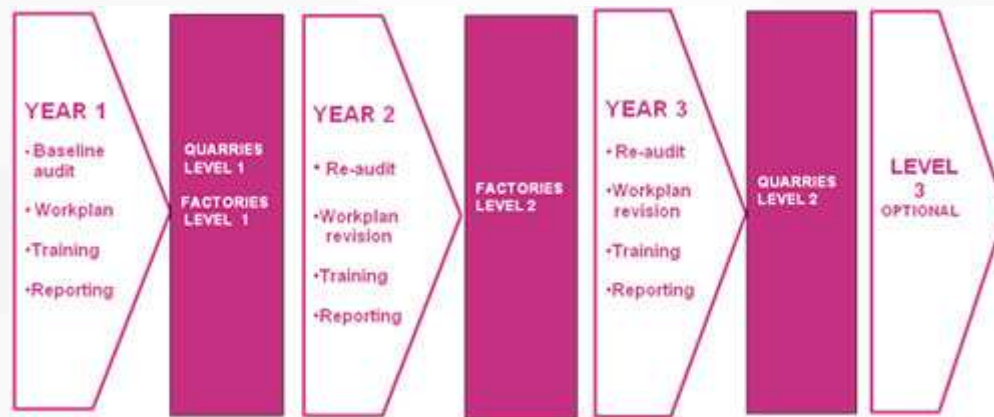 YEAR 1
•Baseline
audit
•Workplan
•Training
•Reporting
QUARRIES
LEVEL 1
FACTORIES
LEVEL 1
YEAR 2
• Re-audit
•Workplan
revision
•Training
•Reporting
FACTORIES
LEVEL 2
YEAR 3
•Re-audit
•Workplan
revision
•Training
•Reporting
QUARRIES
LEVEL 2
LEVEL
3
OPTIONAL